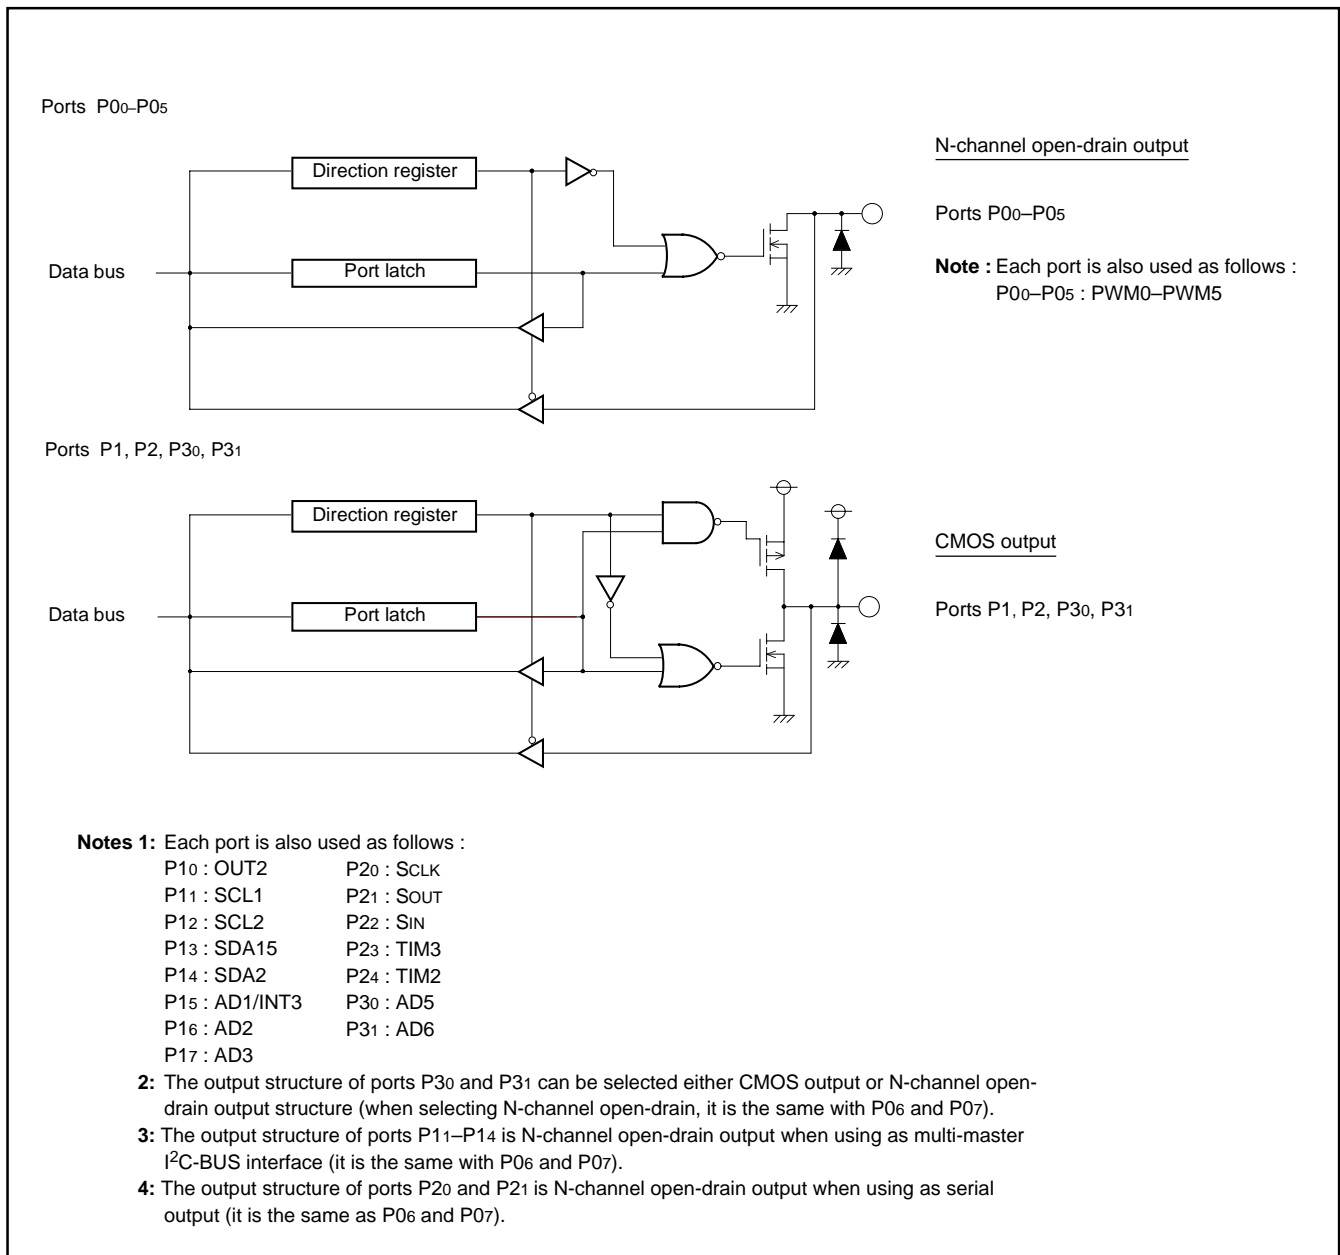 Ports P00–P05
Direction register
Port latch
Data bus
N-channel open-drain output
Ports P00–P05
Note : Each port is also used as follows :
P00–P05 : PWM0–PWM5
Ports P1, P2, P30, P31
Direction register
Port latch
Data bus
CMOS output
Ports P1, P2, P30, P31
Notes 1: Each port is also used as follows :
P10 : OUT2 P20 : SCLK
P11 : SCL1 P21 : SOUT
P12 : SCL2 P22 : SIN
P13 : SDA15 P23 : TIM3
P14 : SDA2 P24 : TIM2
P15 : AD1/INT3 P30 : AD5
P16 : AD2 P31 : AD6
P17 : AD3
2: The output structure of ports P30 and P31 can be selected either CMOS output or N-channel open-
drain output structure (when selecting N-channel open-drain, it is the same with P06 and P07).
3: The output structure of ports P11–P14 is N-channel open-drain output when using as multi-master
I2C-BUS interface (it is the same with P06 and P07).
4: The output structure of ports P20 and P21 is N-channel open-drain output when using as serial
output (it is the same as P06 and P07).